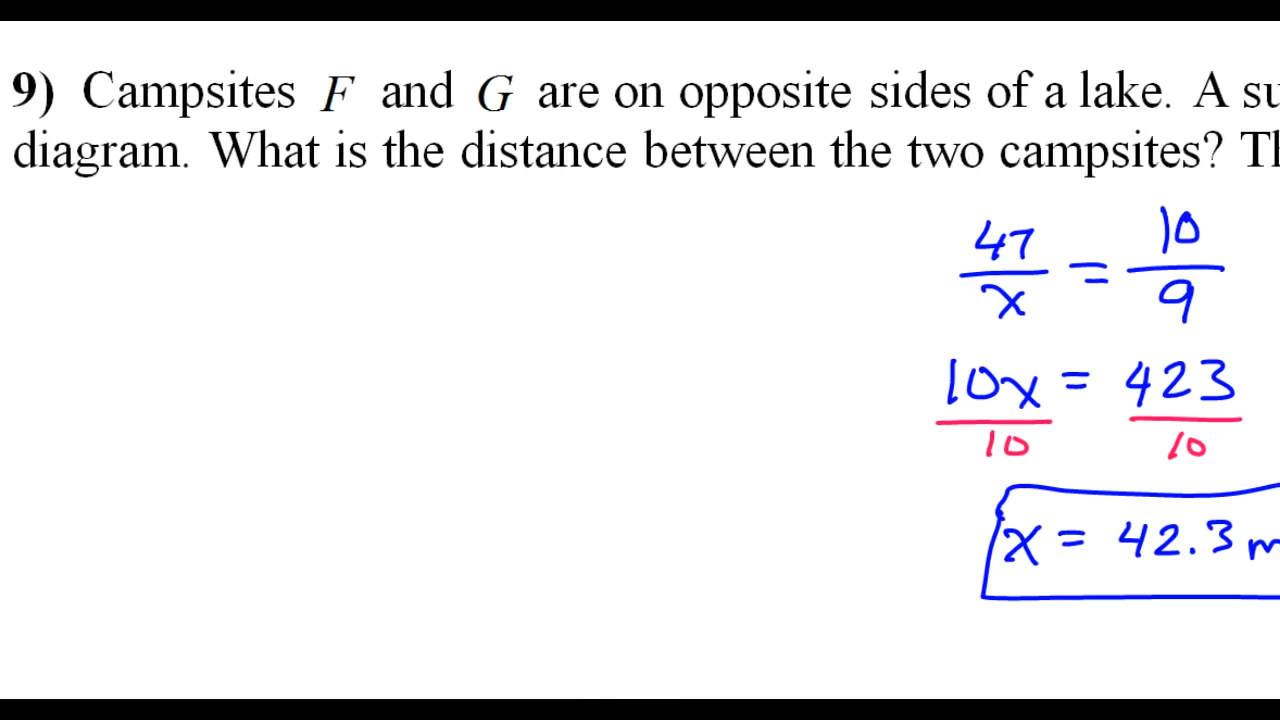 9) Campsites F and G are on opposite sides of a lake. A su
diagram. What is the distance between the two campsites? Th
47/x = 10/9
10x = 423
10 10
x = 42.3 m